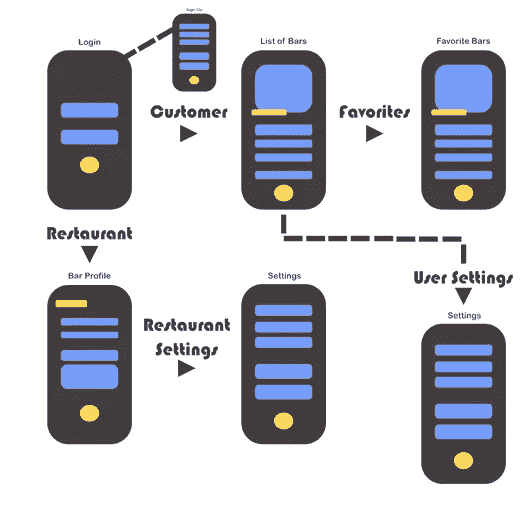 Sign Up
Login
List of Bars
Favorite Bars
Customer
Favorites
Restaurant
User Settings
Bar Profile
Settings
Restaurant
Settings
Settings